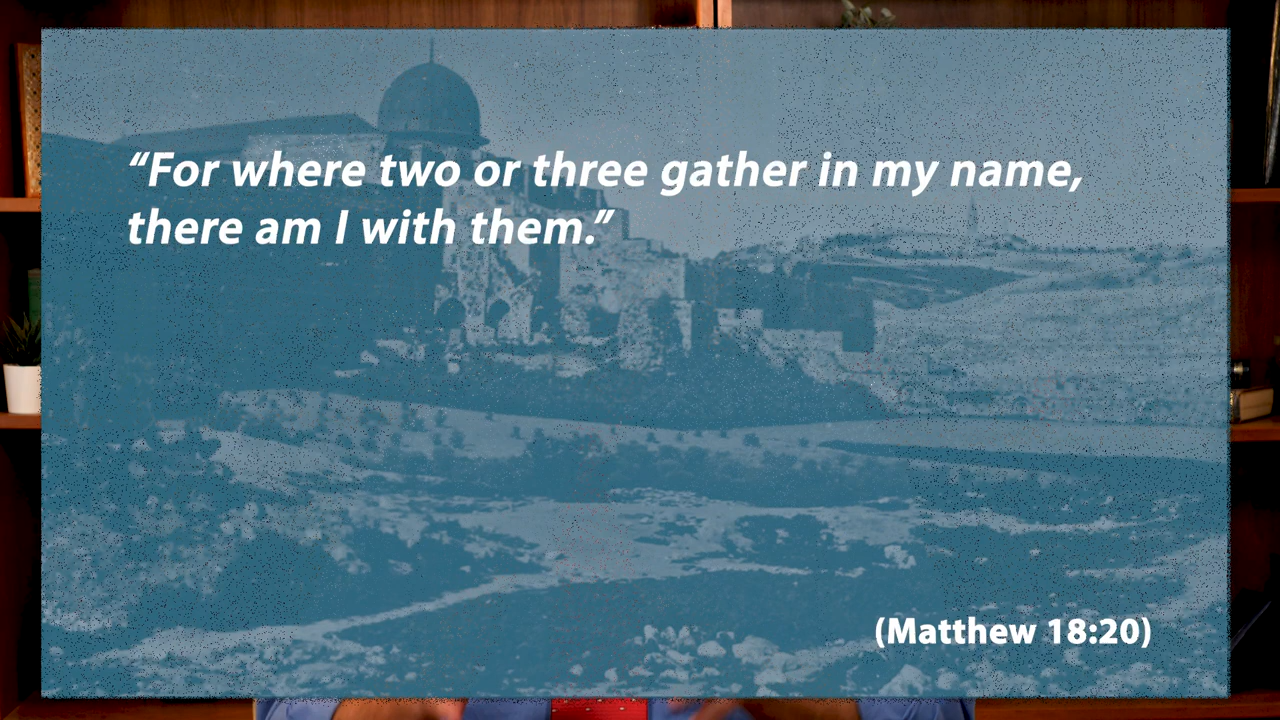 “For where two or three gather in my name,
there am I with them.”
(Matthew 18:20)